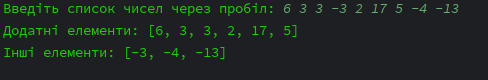 Введіть список чисел через пробіл: 6 3 3 -3 2 17 5 -4 -13
Додатні елементи: [6, 3, 3, 2, 17, 5]
Інші елементи: [-3, -4, -13]